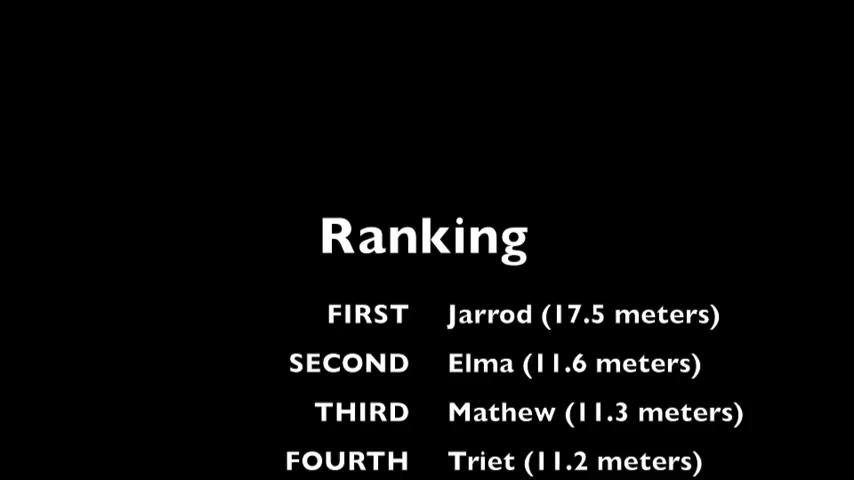 Ranking
FIRST Jarrod (17.5 meters)
SECOND Elma (11.6 meters)
THIRD Mathew (11.3 meters)
FOURTH Triet (11.2 meters)